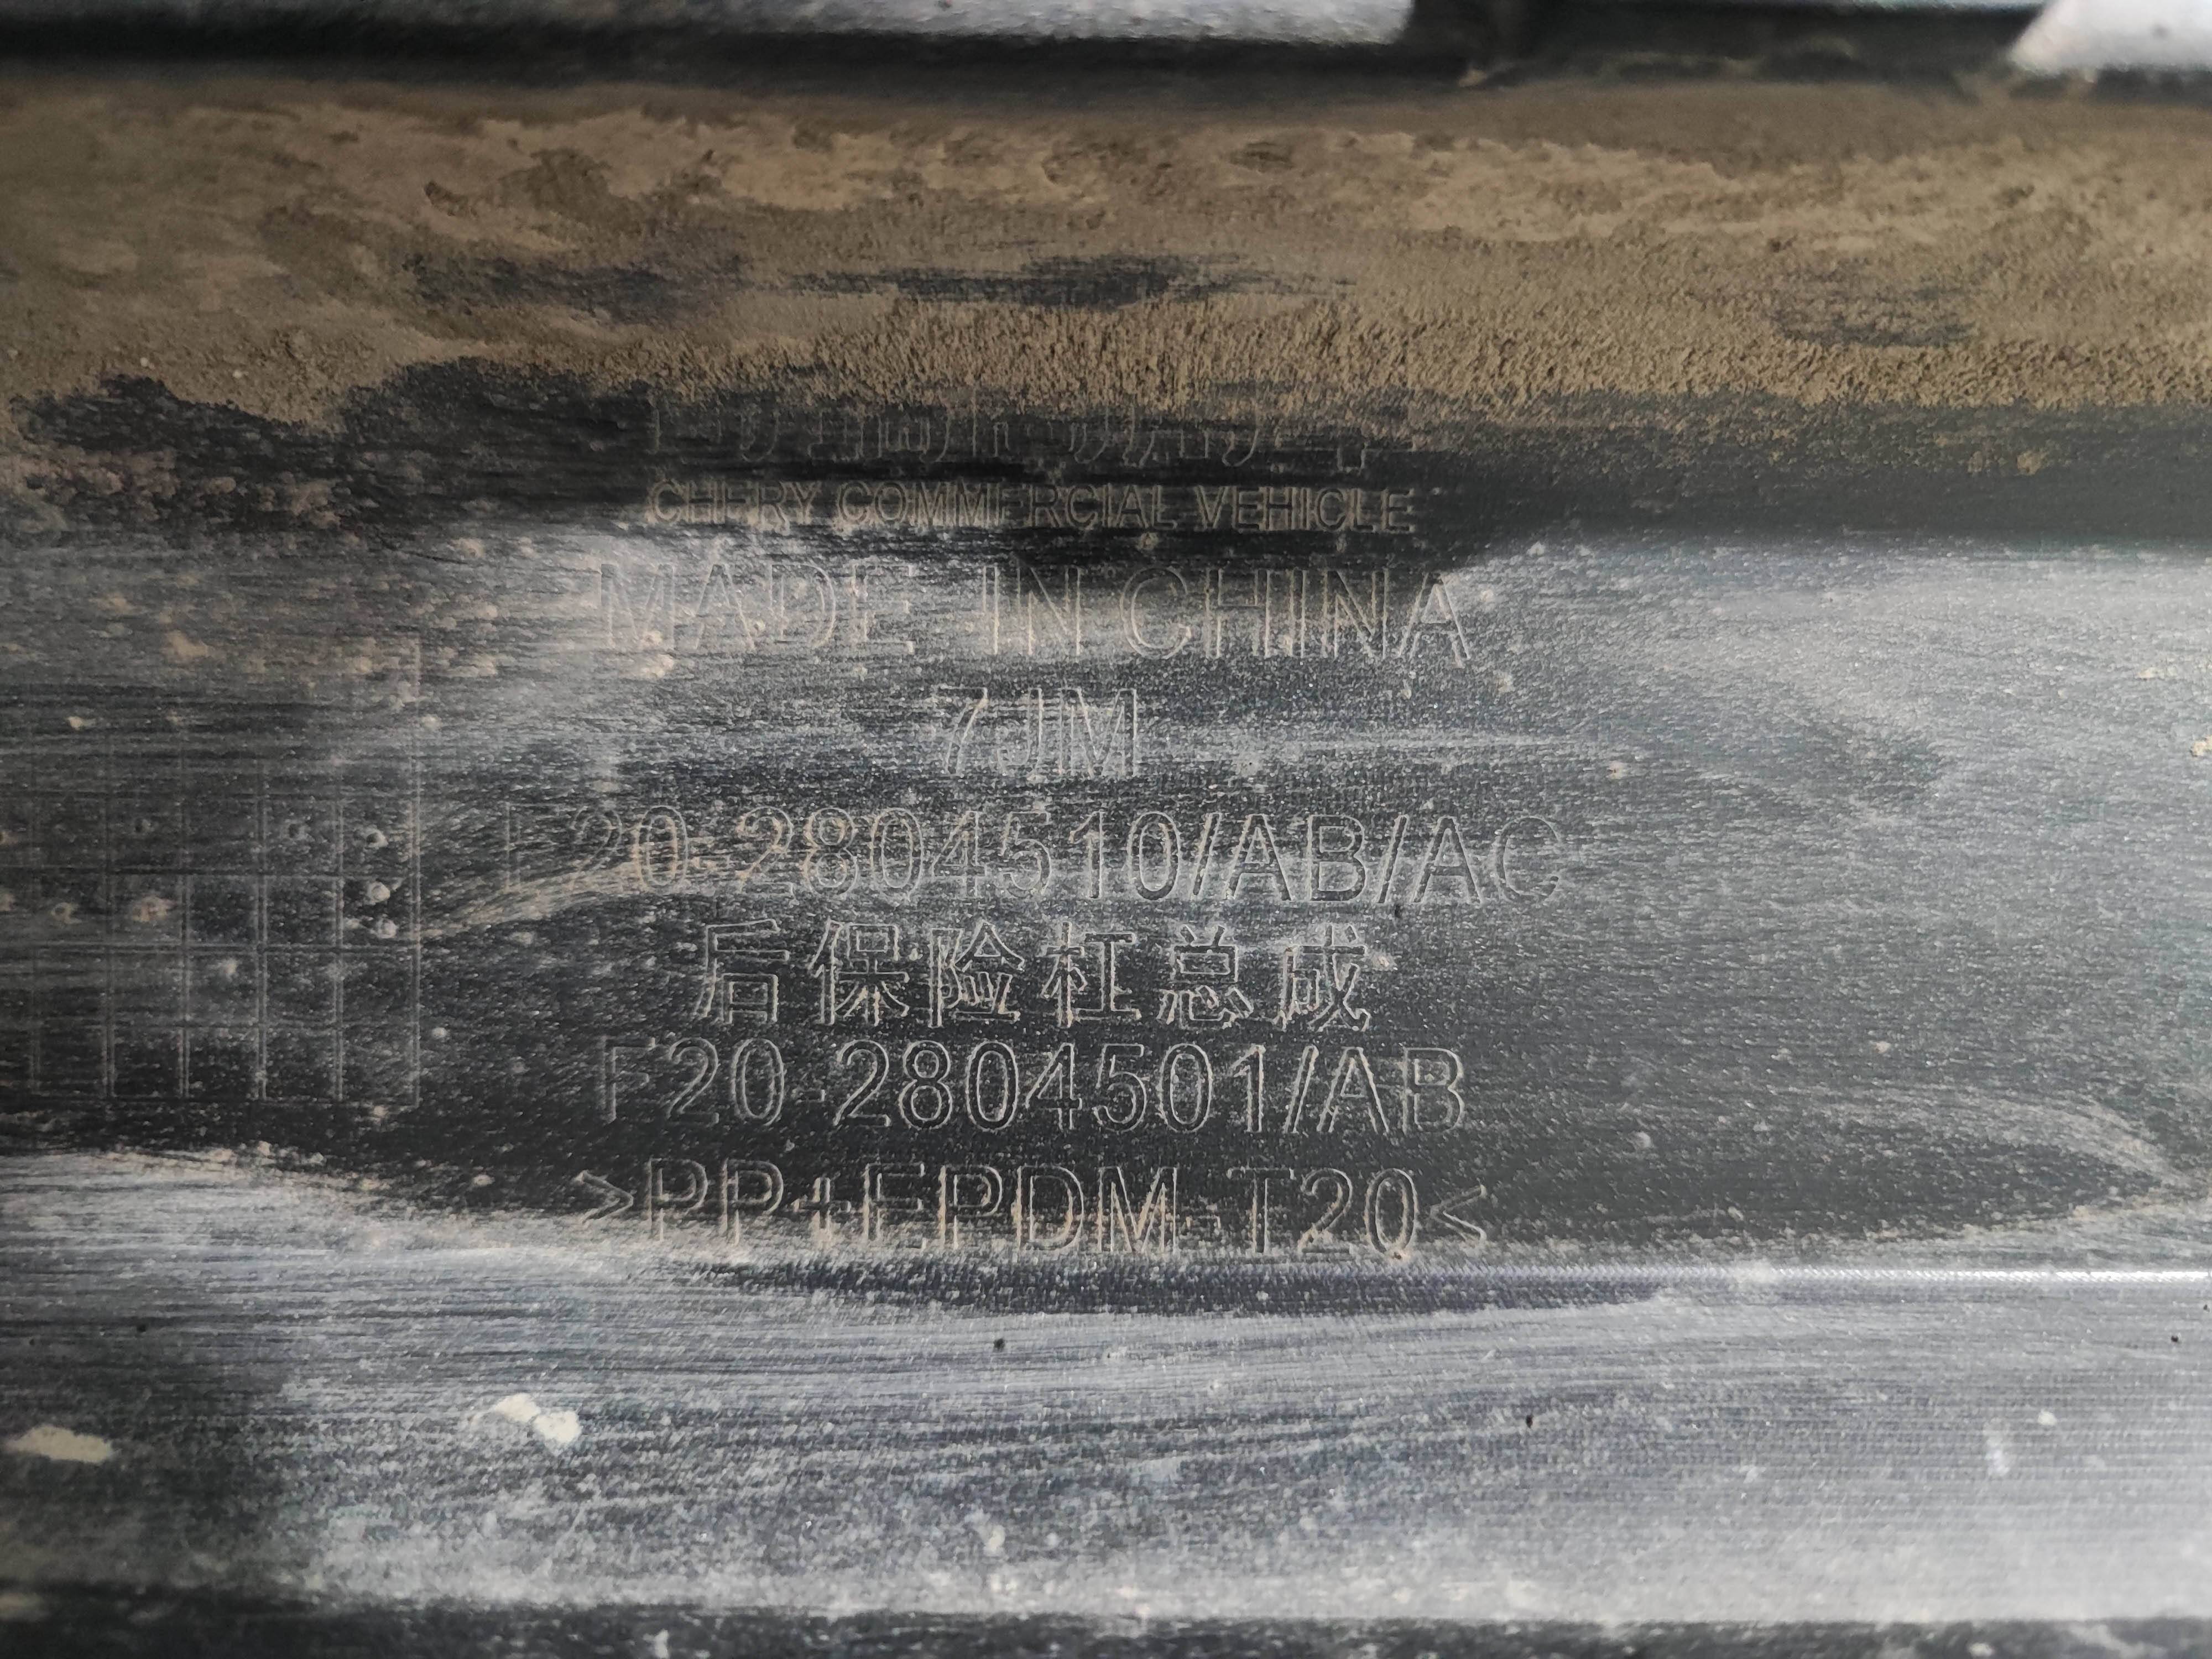 CHERY COMMERCIAL VEHICLE
MADE IN CHINA
7JM
F20-2804510/AB/AC
后保险杠总成
F20-2804501/AB
>PP+EPDM-T20<